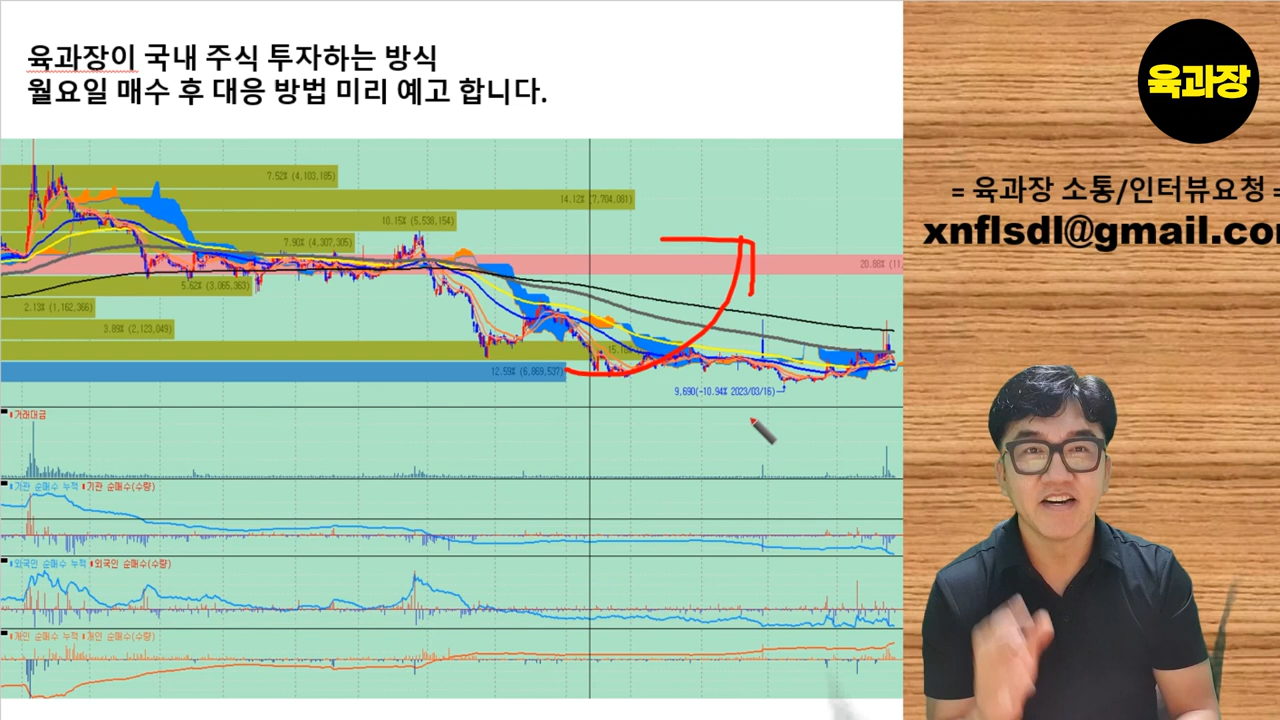 육과장이 국내 주식 투자하는 방식
월요일 매수 후 대응 방법 미리 예고 합니다.
육과장
= 육과장 소통/인터뷰요청 =
xnflsdl@gmail.com
7.52% (4,103,185)
14.12% (7,704,081)
10.15% (5,538,154)
7.90% (4,307,305)
20.88% (11,
5.62% (3,065,363)
2.13% (1,162,366)
3.89% (2,123,049)
12.59% (6,869,537)
9,690(-10.94% 2023/03/16)
거래대금
기관 순매수 누적 기관 순매수(수량)
외국인 순매수 누적 외국인 순매수(수량)
개인 순매수 누적 개인 순매수(수량)